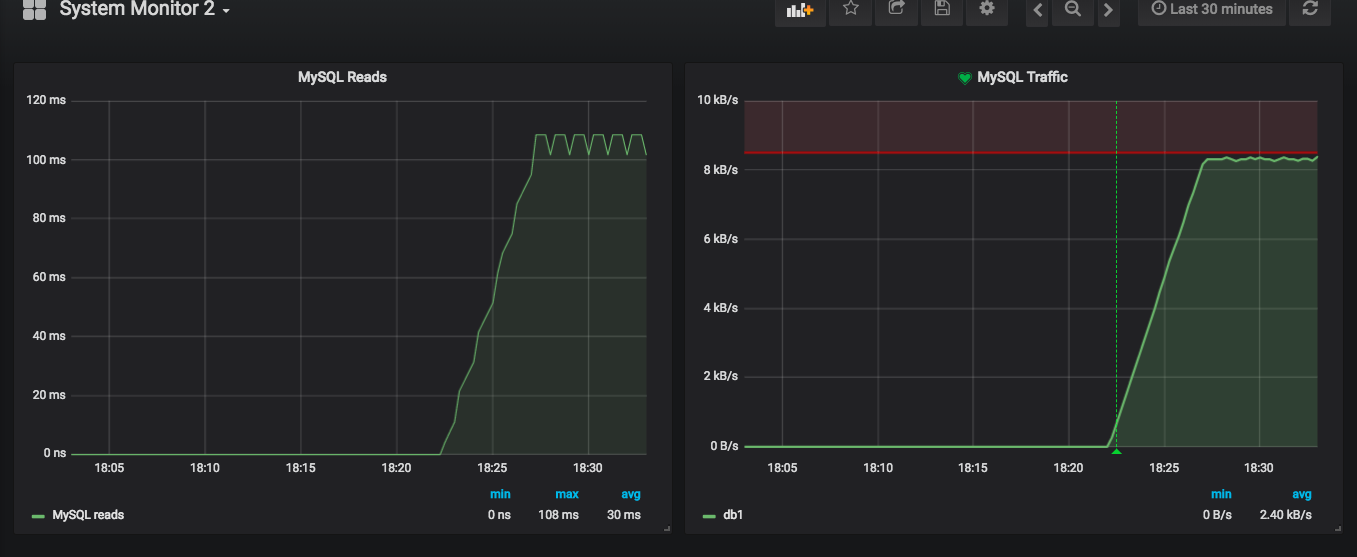 System Monitor 2
Last 30 minutes
MySQL Reads
120 ms
100 ms
80 ms
60 ms
40 ms
20 ms
0 ns
18:05 18:10 18:15 18:20 18:25 18:30
min max avg
MySQL reads 0 ns 108 ms 30 ms
MySQL Traffic
10 kB/s
8 kB/s
6 kB/s
4 kB/s
2 kB/s
0 B/s
18:05 18:10 18:15 18:20 18:25 18:30
min avg
db1 0 B/s 2.40 kB/s